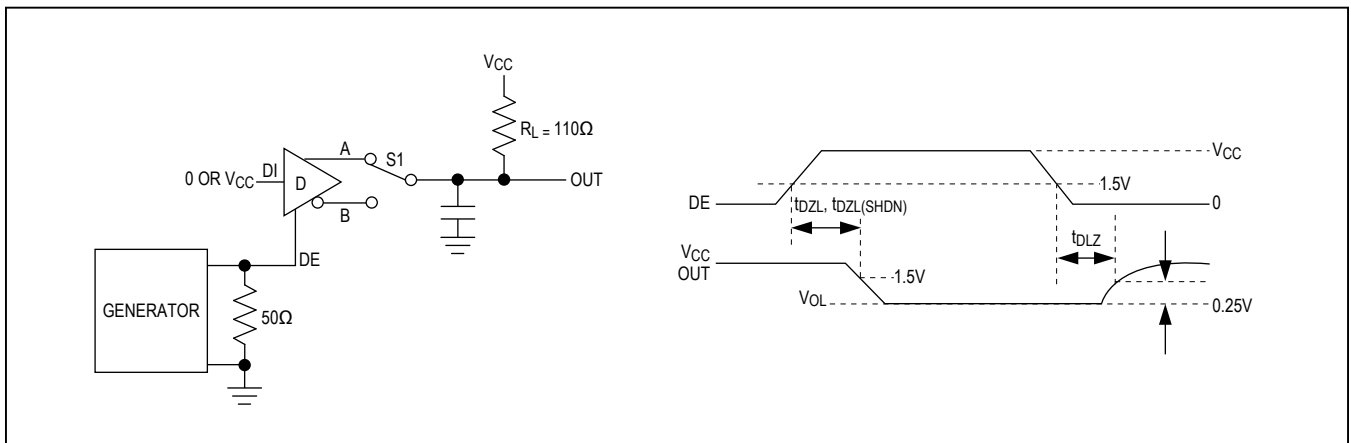 VCC
RL = 110Ω
A
S1
0 OR VCC
DI
D
OUT
B
DE
GENERATOR
50Ω
VCC
1.5V
DE
0
tDZL, tDZL(SHDN)
tDLZ
VCC
OUT
1.5V
VOL
0.25V